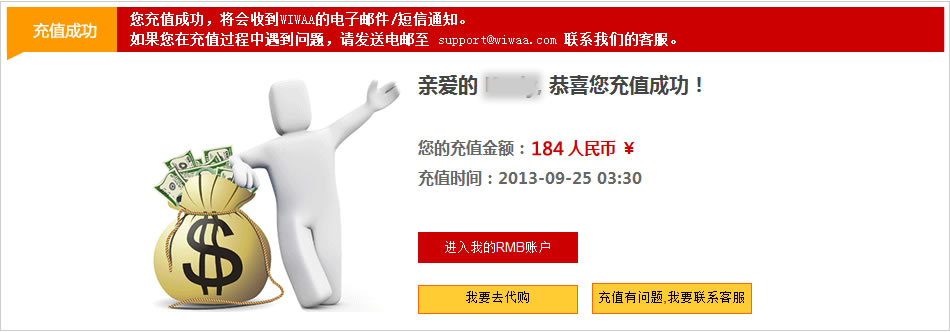 充值成功
您充值成功，将会收到WIWAA的电子邮件/短信通知。
如果您在充值过程中遇到问题，请发送电邮至 support@wiwaa.com 联系我们的客服。
亲爱的 , 恭喜您充值成功！
您的充值金额：184 人民币 ￥
充值时间：2013-09-25 03:30
$
进入我的RMB账户
我要去代购
充值有问题,我要联系客服